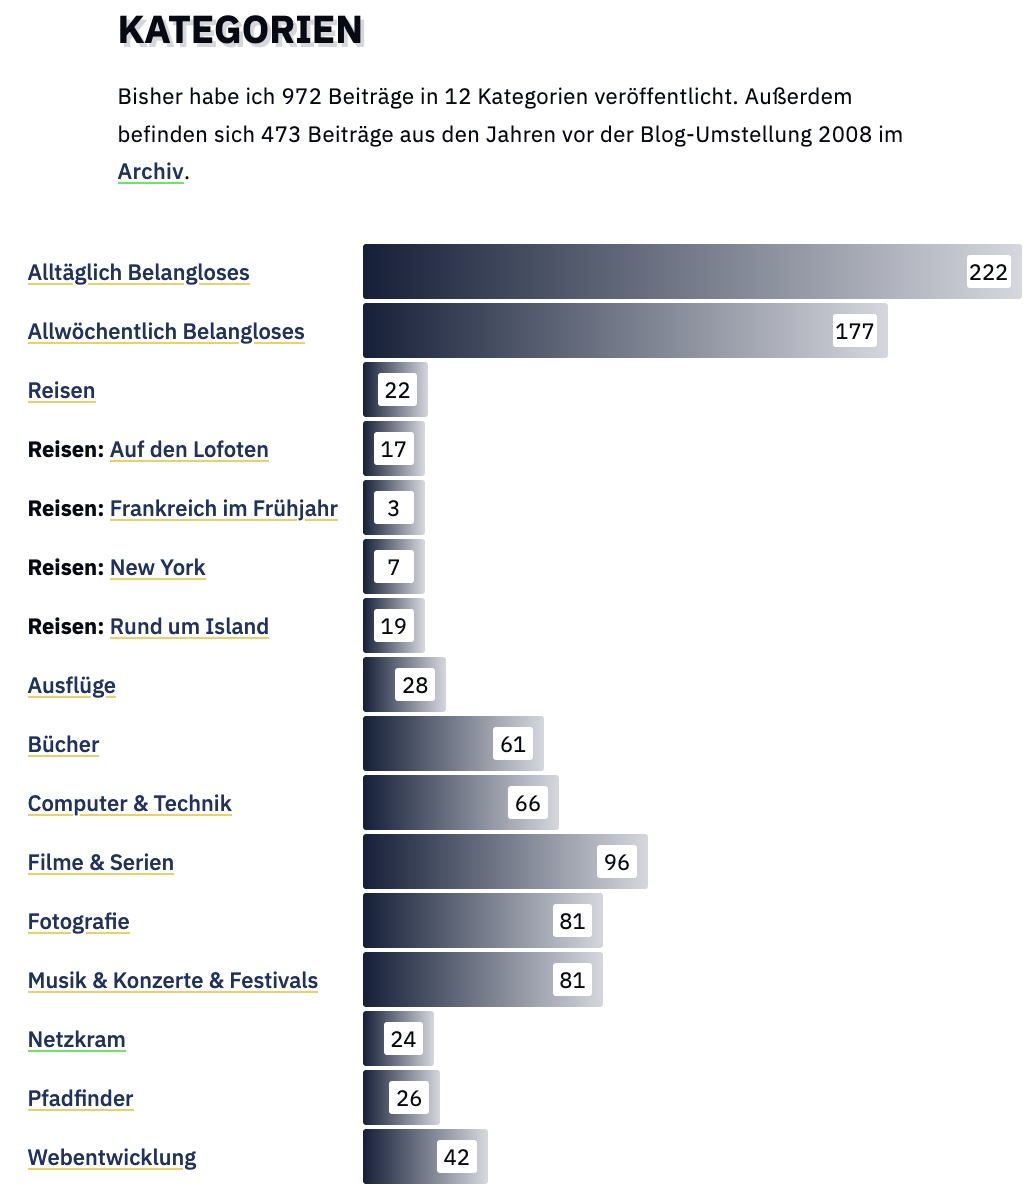 KATEGORIEN
Bisher habe ich 972 Beiträge in 12 Kategorien veröffentlicht. Außerdem
befinden sich 473 Beiträge aus den Jahren vor der Blog-Umstellung 2008 im
Archiv.
Alltäglich Belangloses 222
Allwöchentlich Belangloses 177
Reisen 22
Reisen: Auf den Lofoten 17
Reisen: Frankreich im Frühjahr 3
Reisen: New York 7
Reisen: Rund um Island 19
Ausflüge 28
Bücher 61
Computer & Technik 66
Filme & Serien 96
Fotografie 81
Musik & Konzerte & Festivals 81
Netzkram 24
Pfadfinder 26
Webentwicklung 42